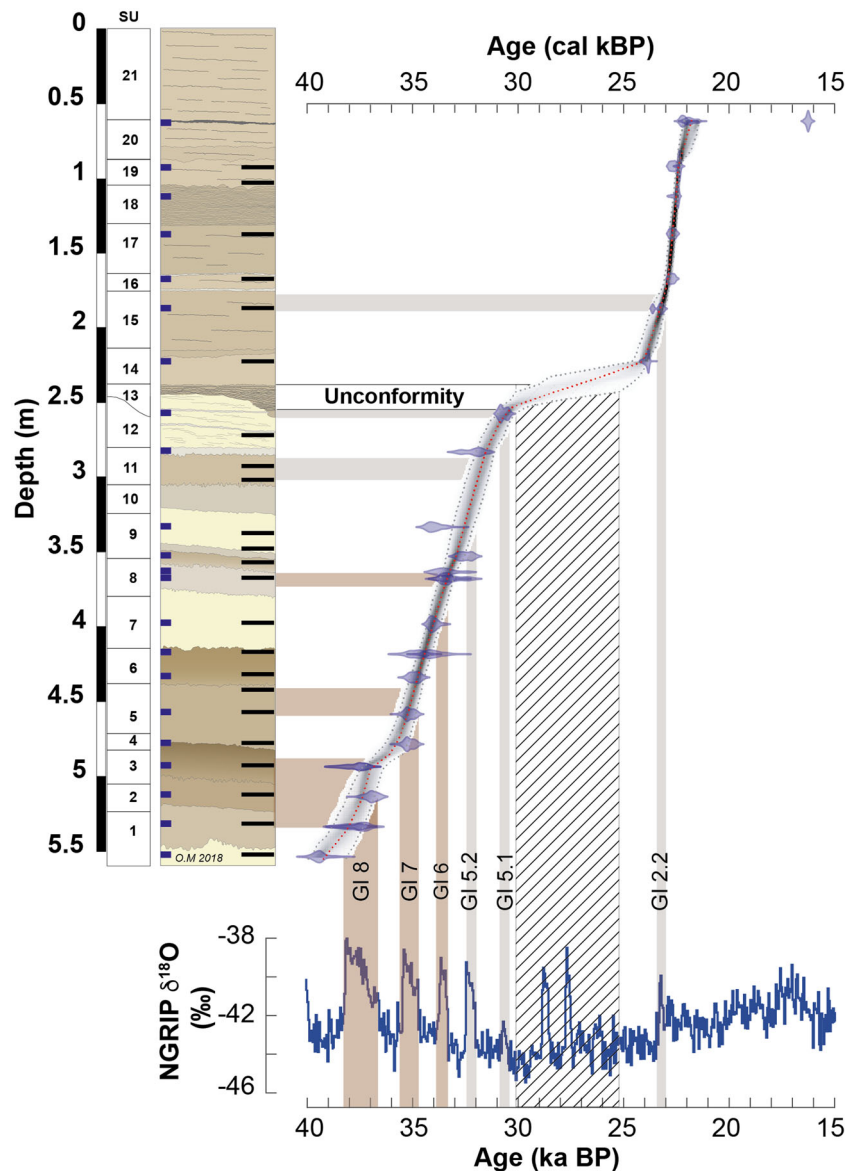 SU
Age (cal kBP)
40 35 30 25 20 15
0
0.5
1
1.5
2
2.5
3
3.5
4
4.5
5
5.5
Depth (m)
21
20
19
18
17
16
15
14
13
12
11
10
9
8
7
6
5
4
3
2
1
Unconformity
O.M 2018
GI 8
GI 7
GI 6
GI 5.2
GI 5.1
GI 2.2
NGRIP δ18O
(‰)
-38
-42
-46
40 35 30 25 20 15
Age (ka BP)